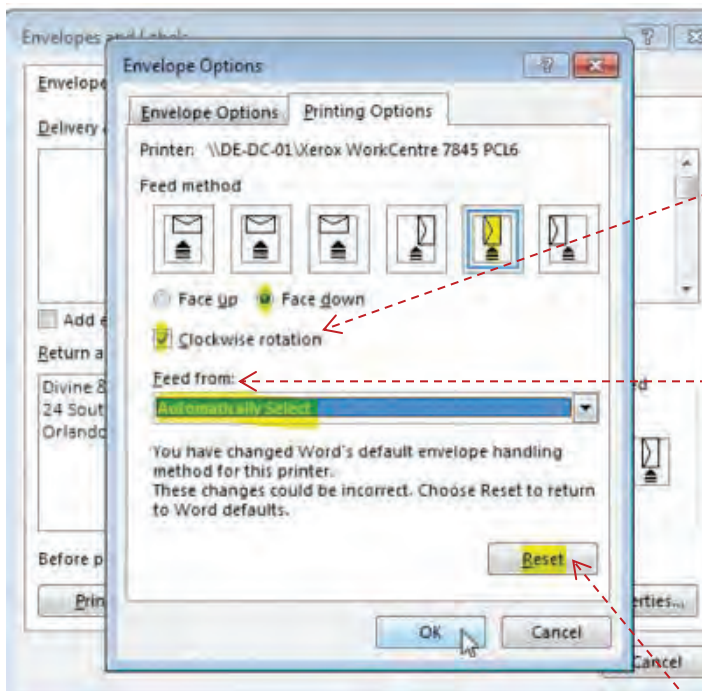 Envelopes and Labels
Envelope Options
Envelope
Envelope Options
Printing Options
Delivery
Printer: \\DE-DC-01\Xerox WorkCentre 7845 PCL6
Feed method
Face up
Face down
Add
Clockwise rotation
Return a
Feed from:
Divine &
24 Sout
Orlando
Automatically Select
You have changed Word's default envelope handling
method for this printer.
These changes could be incorrect. Choose Reset to return
to Word defaults.
Before p
Reset
Prin
erties...
OK
Cancel
Cancel